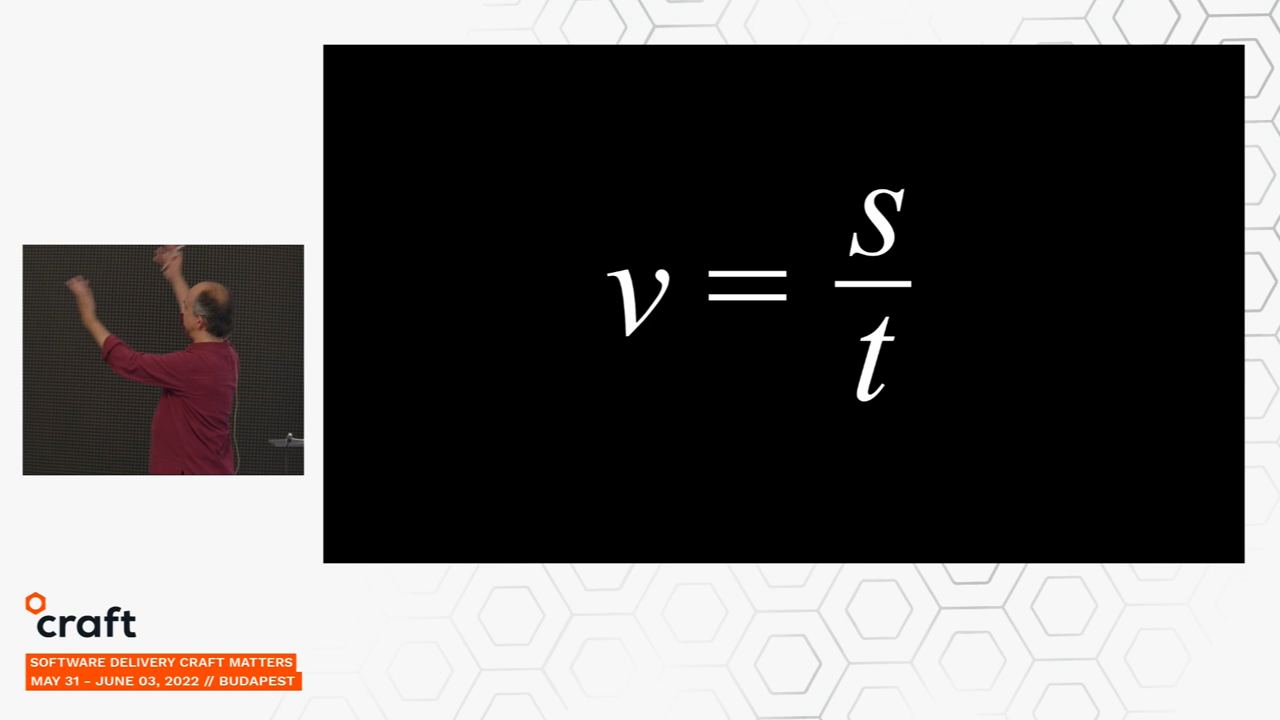 v = s/t
craft
SOFTWARE DELIVERY CRAFT MATTERS
MAY 31 - JUNE 03, 2022 // BUDAPEST